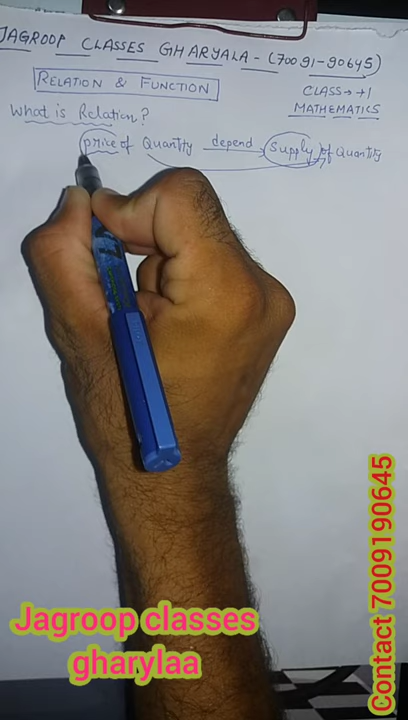 JAGROOP CLASSES GHARYALA - (70091-90645)
RELATION & FUNCTION
CLASS → +1
MATHEMATICS
What is Relation?
price of Quantity depend Supply of Quantity
Jagroop classes
gharylaa
Contact 7009190645